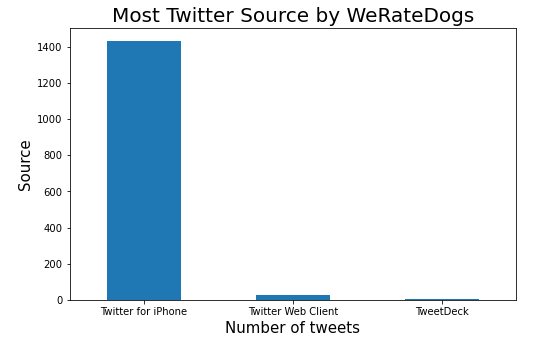 Most Twitter Source by WeRateDogs
Source
1400
1200
1000
800
600
400
200
0
Twitter for iPhone
Twitter Web Client
TweetDeck
Number of tweets